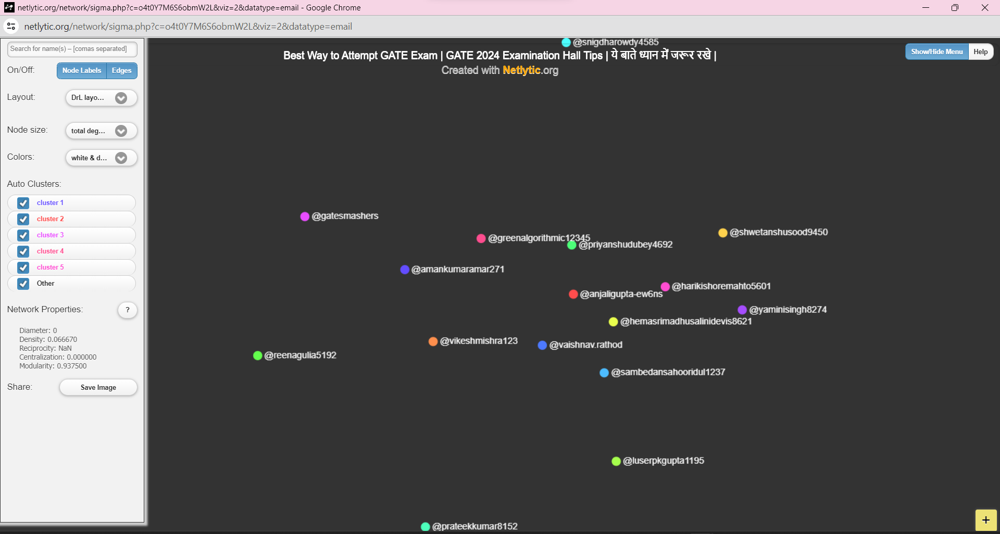 netlytic.org/network/sigma.php?c=o4t0Y7M6S6obmW2L&viz=2&datatype=email - Google Chrome
netlytic.org/network/sigma.php?c=o4t0Y7M6S6obmW2L&viz=2&datatype=email
Search for name(s) – [comas separated]
On/Off:
Node Labels
Edges
Layout:
DrL layo...
Node size:
total deg...
Colors:
white & d...
Auto Clusters:
cluster 1
cluster 2
cluster 3
cluster 4
cluster 5
Other
Network Properties:
?
Diameter: 0
Density: 0.066670
Reciprocity: NaN
Centralization: 0.000000
Modularity: 0.937500
Share:
Save Image
@snigdharowdy4585
Best Way to Attempt GATE Exam | GATE 2024 Examination Hall Tips | ये बाते ध्यान में जरूर रखे |
Created with Netlytic.org
Show/Hide Menu
Help
@gatesmashers
@shwetanshusood9450
@greenalgorithmic12345
@priyanshudubey4692
@amankumaramar271
@harikishoremahto5601
@anjaligupta-ew6ns
@yaminisingh8274
@hemasrimadhusalinidevis8621
@vikeshmishra123
@vaishnav.rathod
@reenagulia5192
@sambedansahooridul1237
@luserpkgupta1195
@prateekkumar8152
+